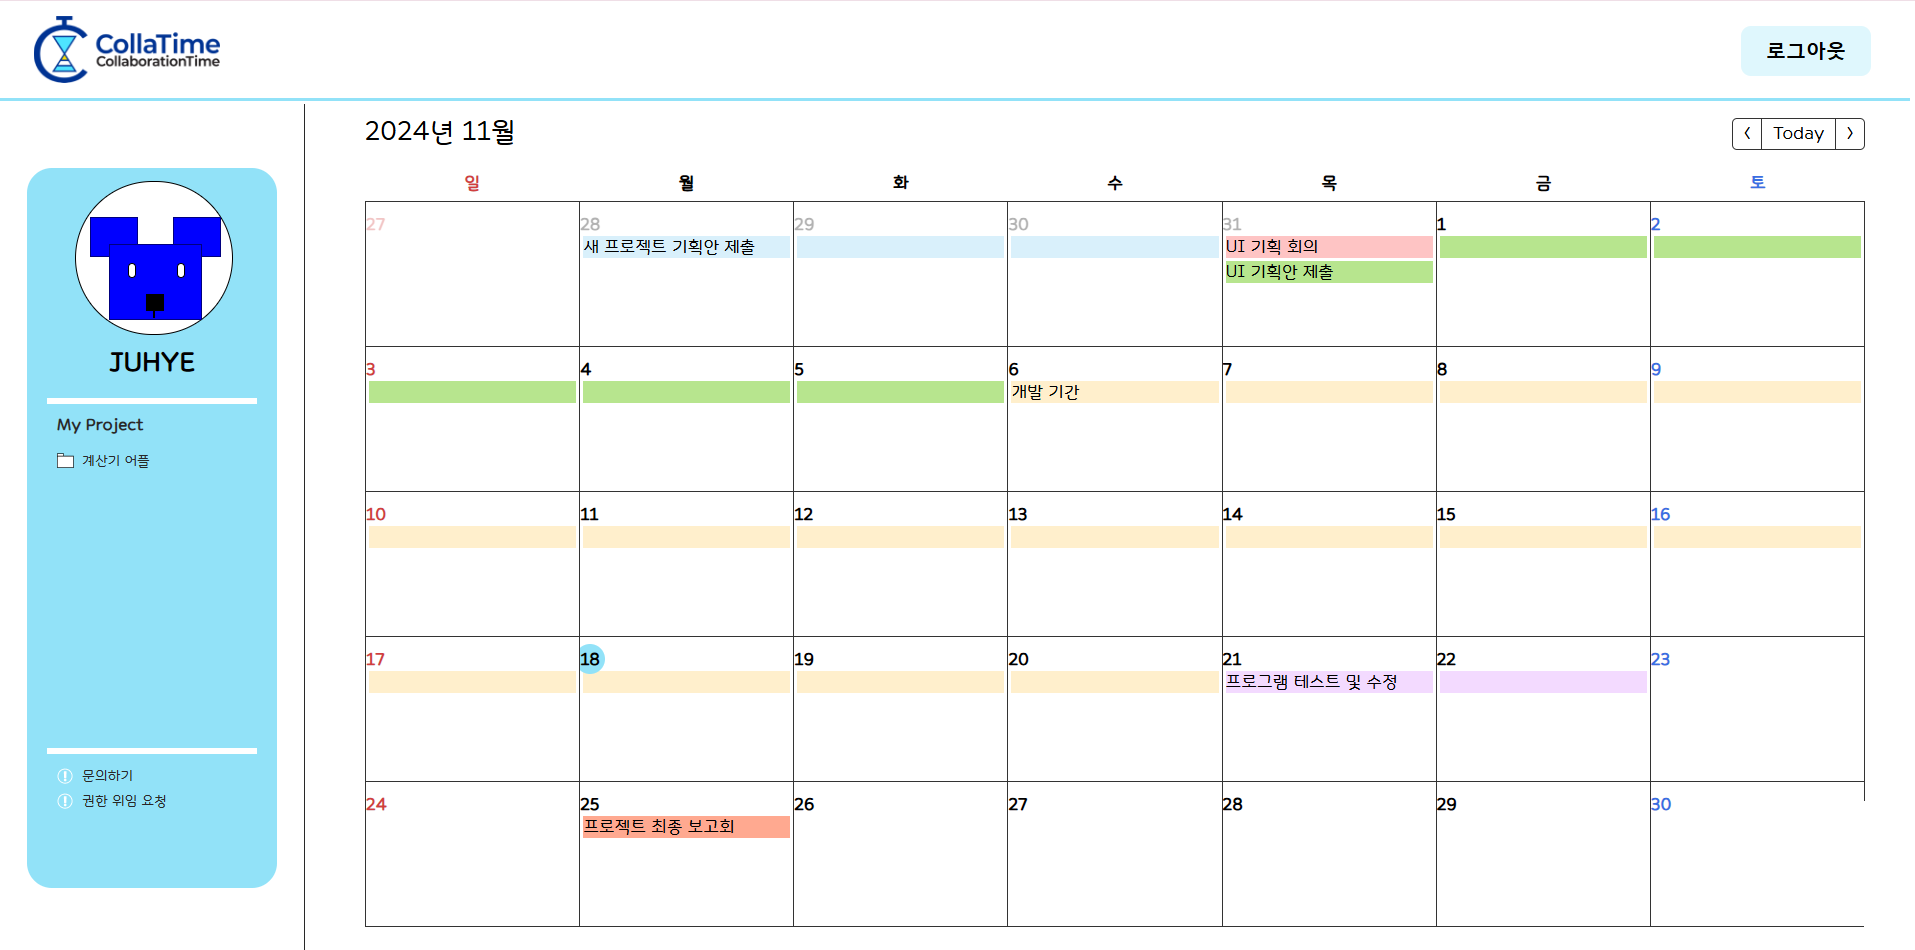 CollaTime
CollaborationTime
로그아웃
JUHYE
My Project
계산기 어플
문의하기
권한 위임 요청
2024년 11월
Today
일 월 화 수 목 금 토
27 28 29 30 31 1 2
새 프로젝트 기획안 제출 UI 기획 회의
UI 기획안 제출
3 4 5 6 7 8 9
개발 기간
10 11 12 13 14 15 16
17 18 19 20 21 22 23
프로그램 테스트 및 수정
24 25 26 27 28 29 30
프로젝트 최종 보고회